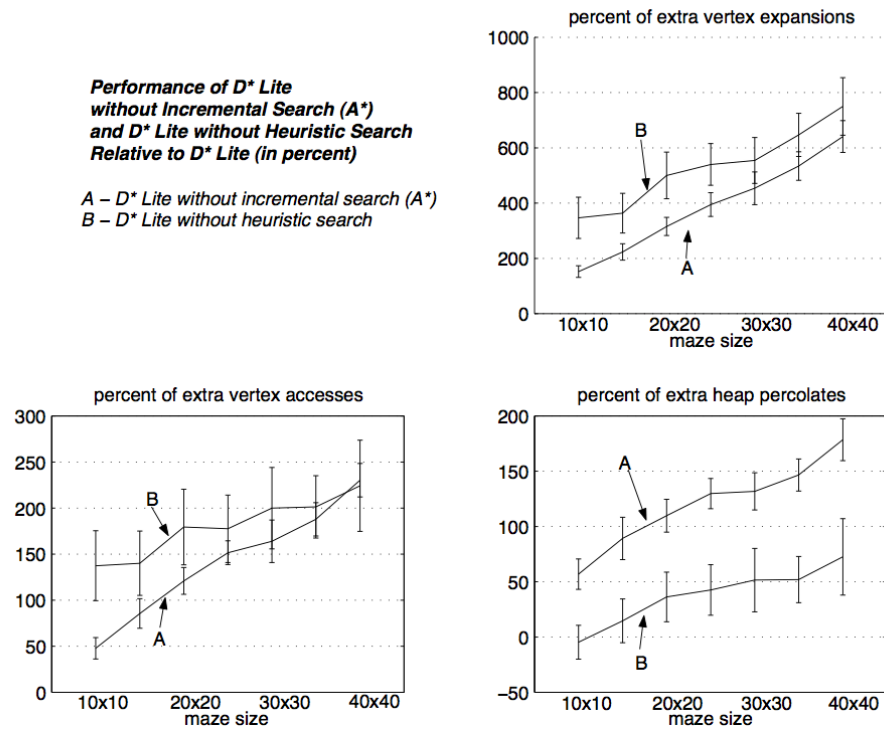 Performance of D* Lite
without Incremental Search (A*)
and D* Lite without Heuristic Search
Relative to D* Lite (in percent)
A – D* Lite without incremental search (A*)
B – D* Lite without heuristic search
percent of extra vertex expansions
1000
800
600
400
200
0
B
A
10x10 20x20 30x30 40x40
maze size
percent of extra vertex accesses
300
250
200
150
100
50
0
B
A
10x10 20x20 30x30 40x40
maze size
percent of extra heap percolates
200
150
100
50
0
−50
A
B
10x10 20x20 30x30 40x40
maze size